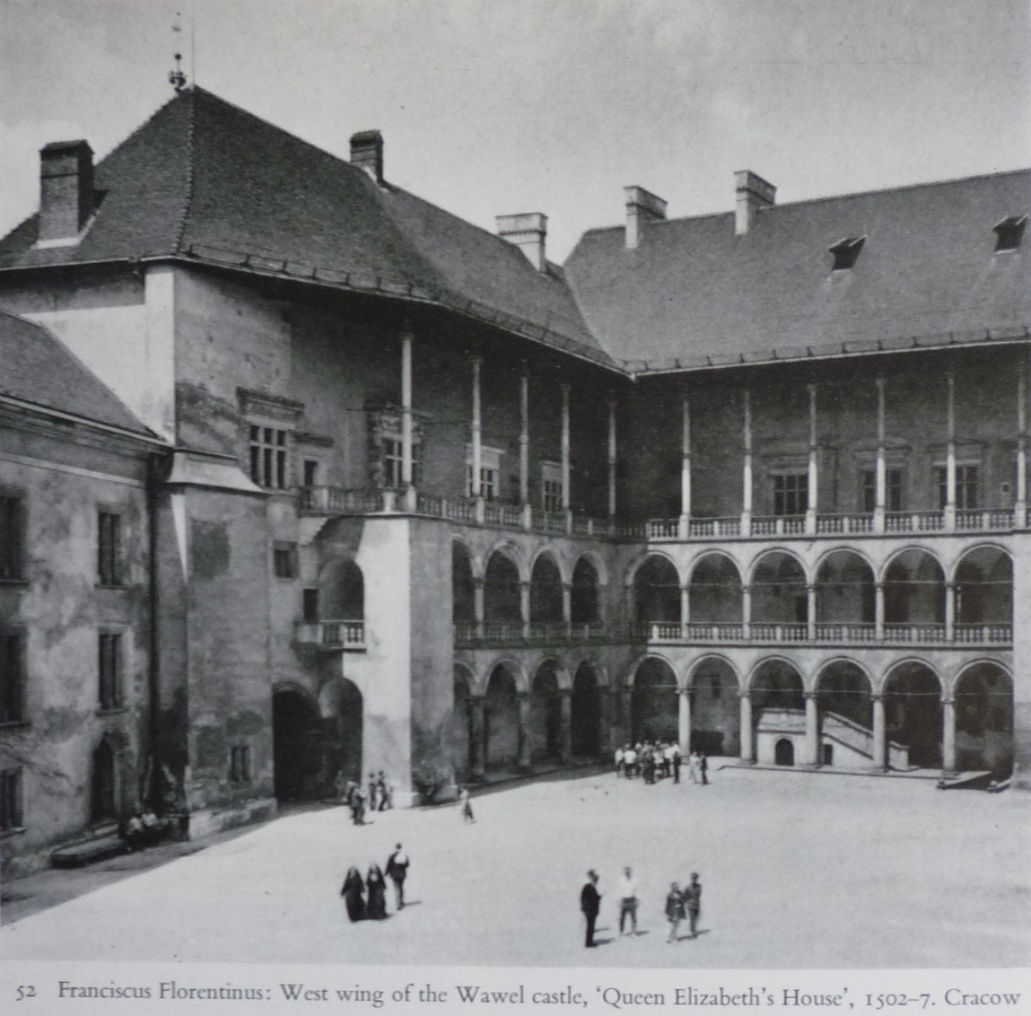 52 Franciscus Florentinus: West wing of the Wawel castle, ‘Queen Elizabeth’s House’, 1502–7. Cracow